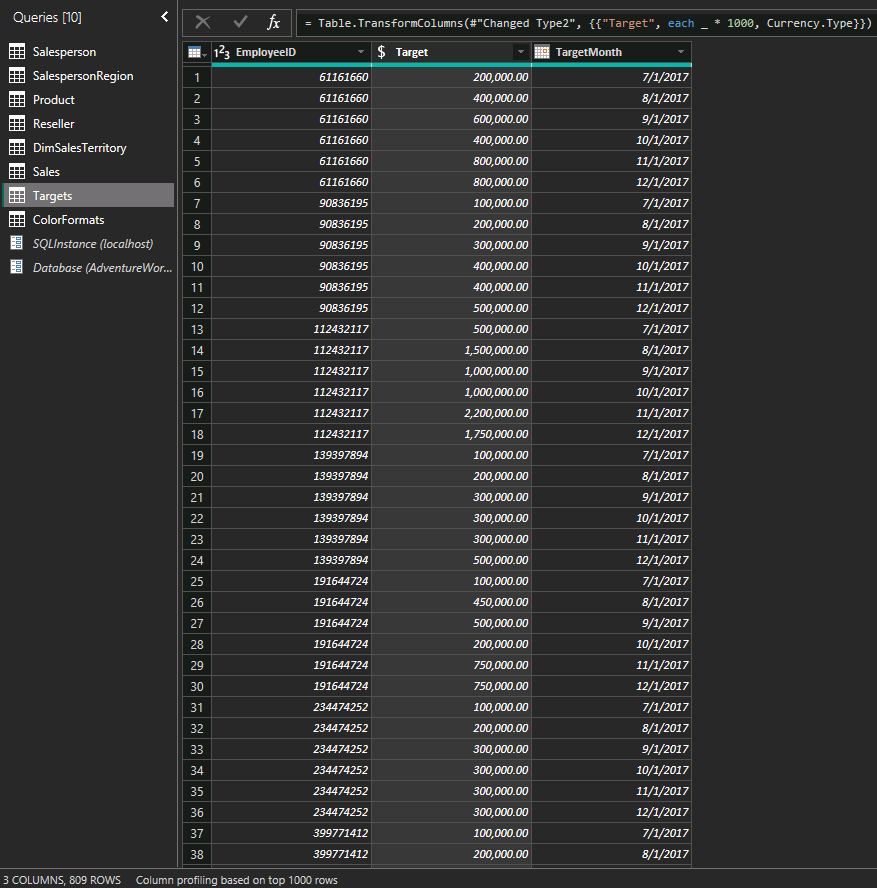 Queries [10]
Salesperson
SalespersonRegion
Product
Reseller
DimSalesTerritory
Sales
Targets
ColorFormats
SQLInstance (localhost)
Database (AdventureWor...
fx = Table.TransformColumns(#"Changed Type2", {{"Target", each _ * 1000, Currency.Type}})
123 EmployeeID $ Target TargetMonth
1 61161660 200,000.00 7/1/2017
2 61161660 400,000.00 8/1/2017
3 61161660 600,000.00 9/1/2017
4 61161660 400,000.00 10/1/2017
5 61161660 800,000.00 11/1/2017
6 61161660 800,000.00 12/1/2017
7 90836195 100,000.00 7/1/2017
8 90836195 200,000.00 8/1/2017
9 90836195 300,000.00 9/1/2017
10 90836195 400,000.00 10/1/2017
11 90836195 400,000.00 11/1/2017
12 90836195 500,000.00 12/1/2017
13 112432117 500,000.00 7/1/2017
14 112432117 1,500,000.00 8/1/2017
15 112432117 1,000,000.00 9/1/2017
16 112432117 1,000,000.00 10/1/2017
17 112432117 2,200,000.00 11/1/2017
18 112432117 1,750,000.00 12/1/2017
19 139397894 100,000.00 7/1/2017
20 139397894 200,000.00 8/1/2017
21 139397894 300,000.00 9/1/2017
22 139397894 300,000.00 10/1/2017
23 139397894 300,000.00 11/1/2017
24 139397894 500,000.00 12/1/2017
25 191644724 100,000.00 7/1/2017
26 191644724 450,000.00 8/1/2017
27 191644724 500,000.00 9/1/2017
28 191644724 200,000.00 10/1/2017
29 191644724 750,000.00 11/1/2017
30 191644724 750,000.00 12/1/2017
31 234474252 100,000.00 7/1/2017
32 234474252 200,000.00 8/1/2017
33 234474252 300,000.00 9/1/2017
34 234474252 300,000.00 10/1/2017
35 234474252 300,000.00 11/1/2017
36 234474252 300,000.00 12/1/2017
37 399771412 100,000.00 7/1/2017
38 399771412 200,000.00 8/1/2017
3 COLUMNS, 809 ROWS Column profiling based on top 1000 rows